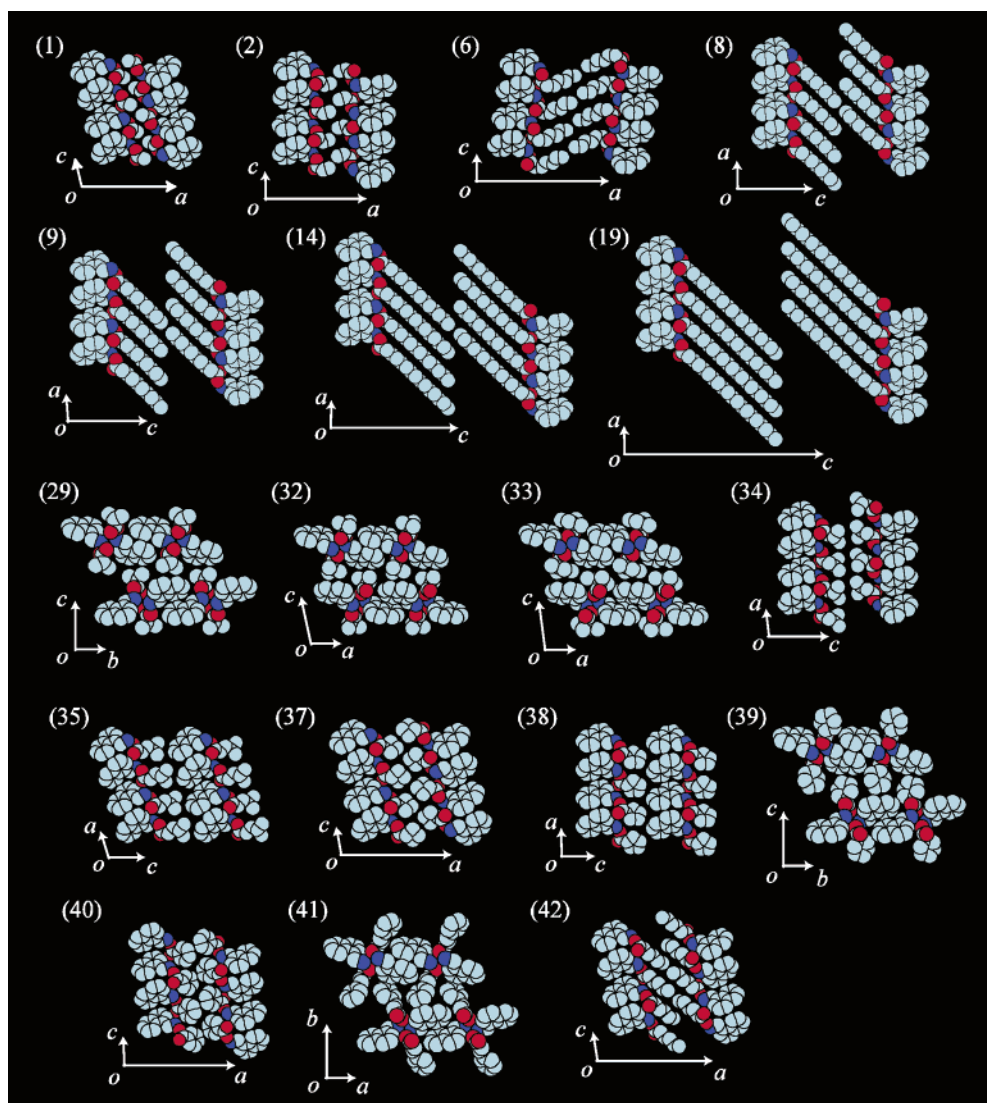 (1) (2) (6) (8)
c o a c o a c o a a o c
(9) (14) (19)
a o c a o c a o c
(29) (32) (33) (34)
c o b c o a c o a a o c
(35) (37) (38) (39)
a o c c o a a o c c o b
(40) (41) (42)
c o a b o a c o a